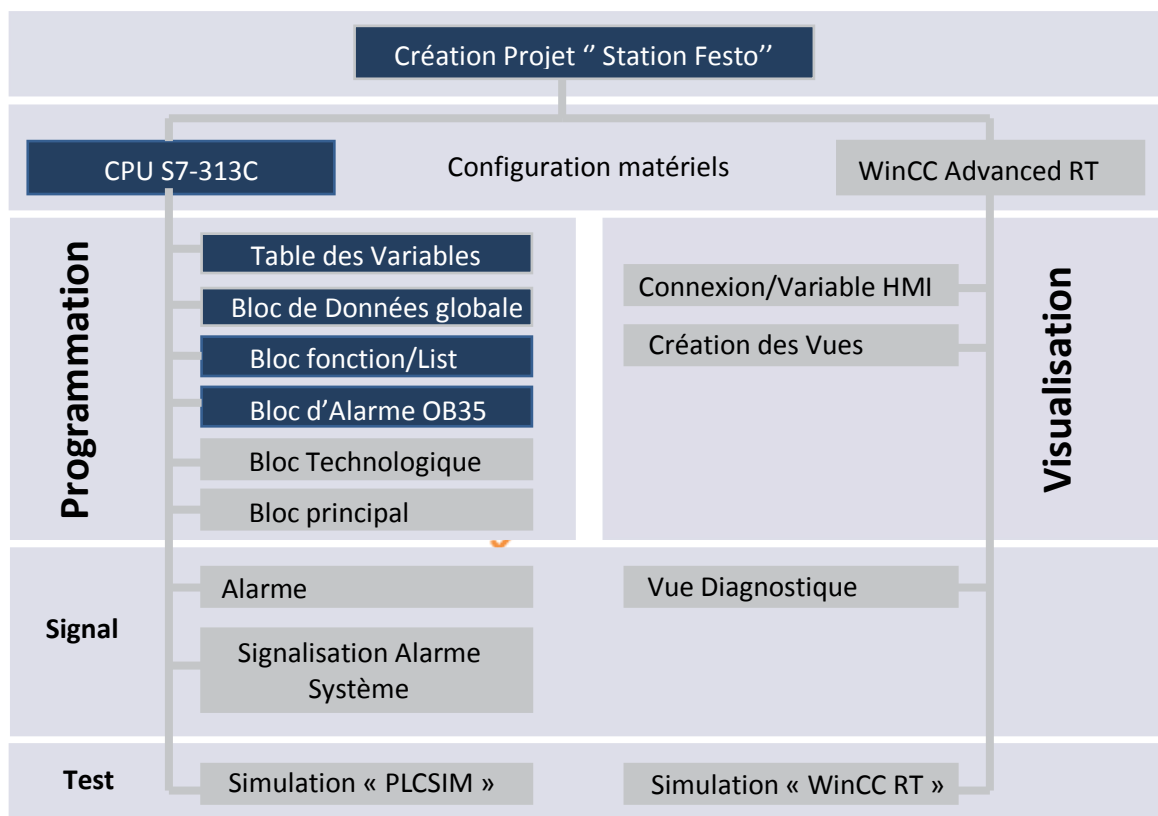 Création Projet ‘’ Station Festo’’
CPU S7-313C
Configuration matériels
WinCC Advanced RT
Programmation
Table des Variables
Bloc de Données globale
Bloc fonction/List
Bloc d’Alarme OB35
Bloc Technologique
Bloc principal
Connexion/Variable HMI
Création des Vues
Visualisation
Signal
Alarme
Signalisation Alarme
Système
Vue Diagnostique
Test
Simulation « PLCSIM »
Simulation « WinCC RT »